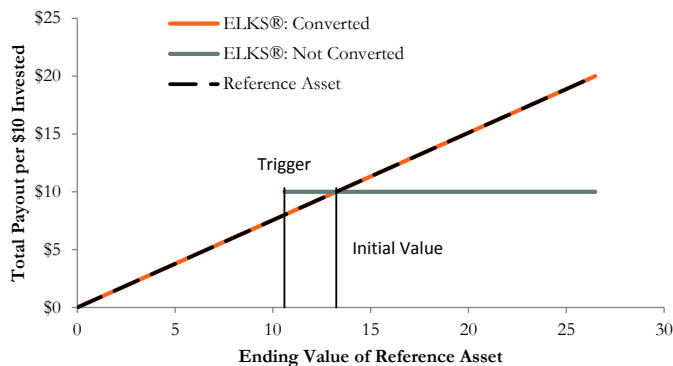 $25
ELKS®: Converted
ELKS®: Not Converted
Reference Asset
$20
$15
$10
$5
$0
Total Payout per $10 Invested
Trigger
Initial Value
0 5 10 15 20 25 30
Ending Value of Reference Asset